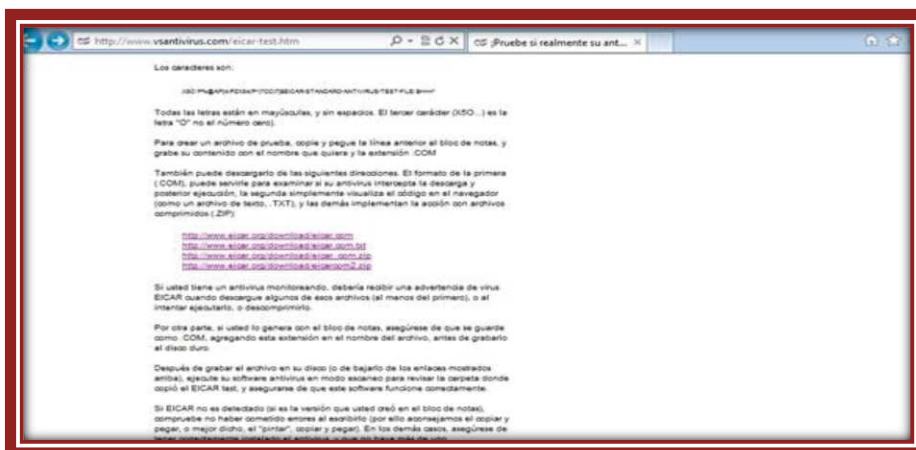 http://www.vsantivirus.com/eicar-test.htm
¡Pruebe si realmente su ant...
Los caracteres son:
Todas las letras están en mayúsculas, y sin espacios. El tercer carácter (X5O...) es la
letra "O" no el número cero).
Para crear un archivo de prueba, copie y pegue la línea anterior al bloc de notas, y
grabe su contenido con el nombre que quiera y la extensión .COM
También puede descargarlo de las siguientes direcciones. El formato de la primera
(.COM), puede servirle para examinar si su antivirus intercepta la descarga y
posterior ejecución, la segunda simplemente visualiza el código en el navegador
(como un archivo de texto, .TXT), y las demás implementan la acción con archivos
comprimidos (.ZIP):
http://www.eicar.org/download/eicar.com
http://www.eicar.org/download/eicar.com.txt
http://www.eicar.org/download/eicar_com.zip
http://www.eicar.org/download/eicarcom2.zip
Si usted tiene un antivirus monitoreando, debería recibir una advertencia de virus
EICAR cuando descargue algunos de esos archivos (al menos del primero), o al
intentar ejecutarlo, o descomprimirlo.
Por otra parte, si usted lo genera con el bloc de notas, asegúrese de que se guarde
como .COM, agregando esta extensión en el nombre del archivo, antes de grabarlo
al disco duro.
Después de grabar el archivo en su disco (o de bajarlo de los enlaces mostrados
arriba), ejecute su software antivirus en modo escaneo para revisar la carpeta donde
copió el EICAR test, y asegurarse de que este software funcione correctamente.
Si EICAR no es detectado (si es la versión que usted creó en el bloc de notas),
compruebe no haber cometido errores al escribirlo (por ello aconsejamos el copiar y
pegar, o mejor dicho, el "pintar", copiar y pegar). En los demás casos, asegúrese de
tener correctamente instalado el antivirus, y que no haya más de uno